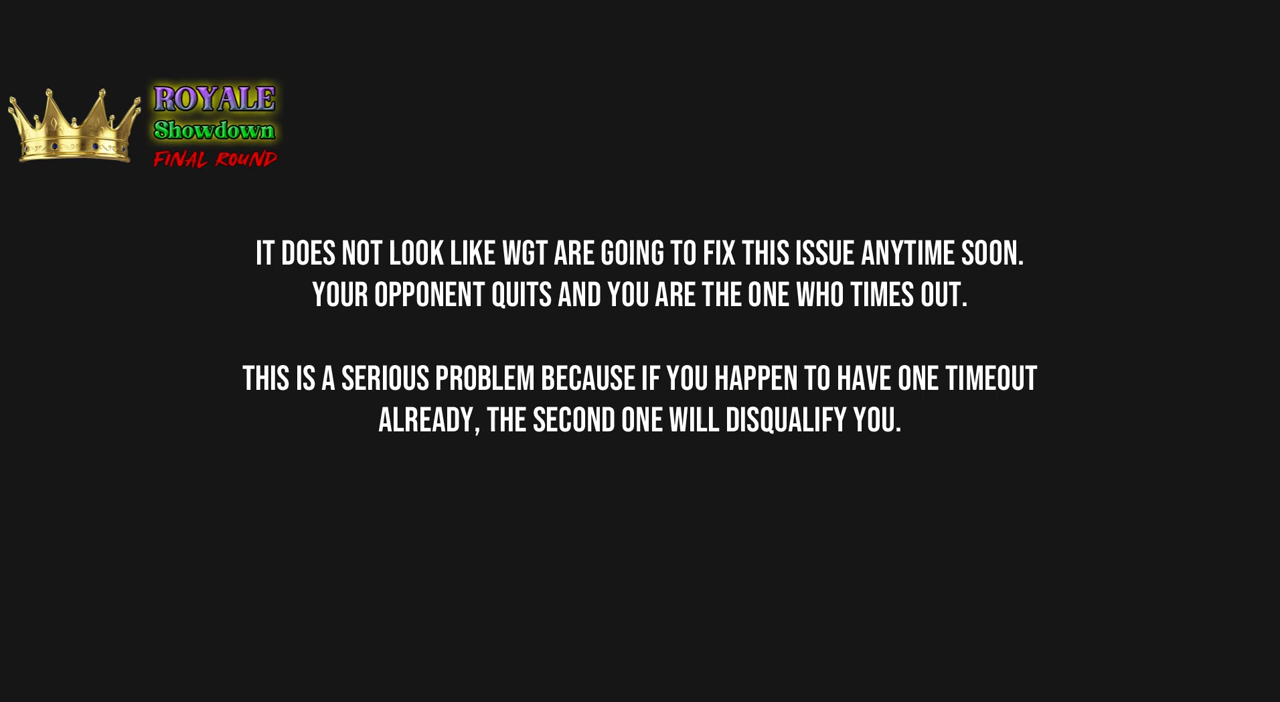 ROYALE
Showdown
FINAL ROUND
IT DOES NOT LOOK LIKE WGT ARE GOING TO FIX THIS ISSUE ANYTIME SOON.
YOUR OPPONENT QUITS AND YOU ARE THE ONE WHO TIMES OUT.
THIS IS A SERIOUS PROBLEM BECAUSE IF YOU HAPPEN TO HAVE ONE TIMEOUT
ALREADY, THE SECOND ONE WILL DISQUALIFY YOU.